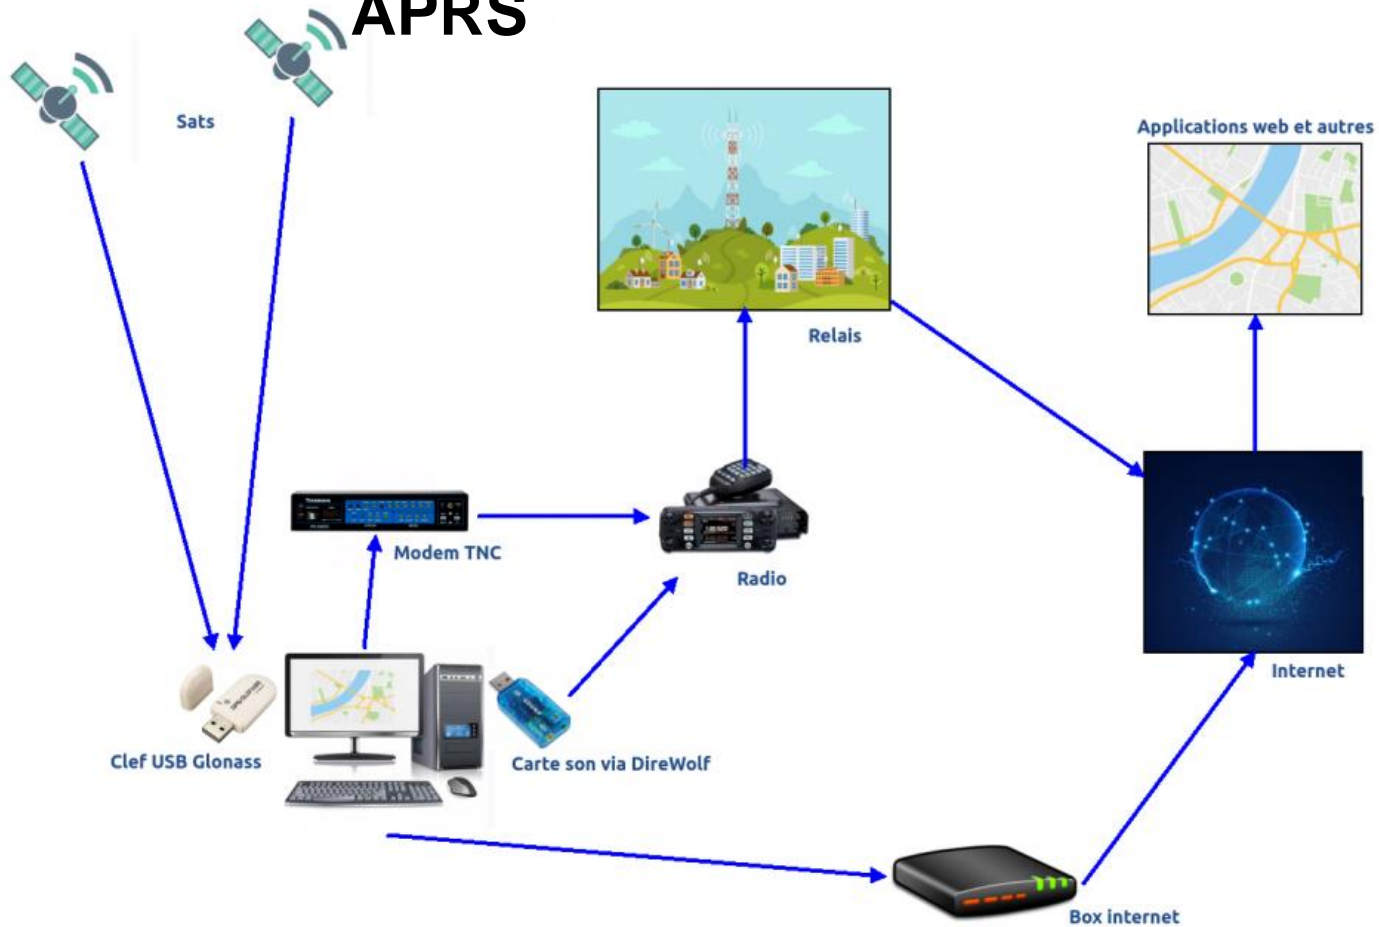 APRS
Sats
Applications web et autres
Relais
Modem TNC
Radio
Internet
Clef USB Glonass
Carte son via DireWolf
Box internet